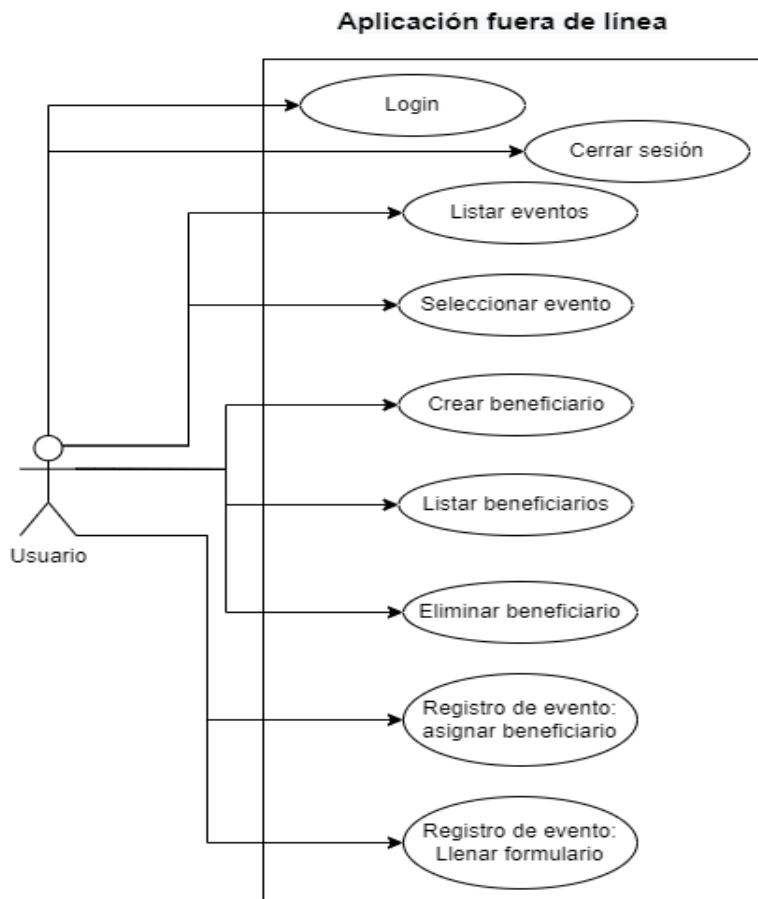 Aplicación fuera de línea
Login
Cerrar sesión
Listar eventos
Seleccionar evento
Crear beneficiario
Listar beneficiarios
Usuario
Eliminar beneficiario
Registro de evento:
asignar beneficiario
Registro de evento:
Llenar formulario